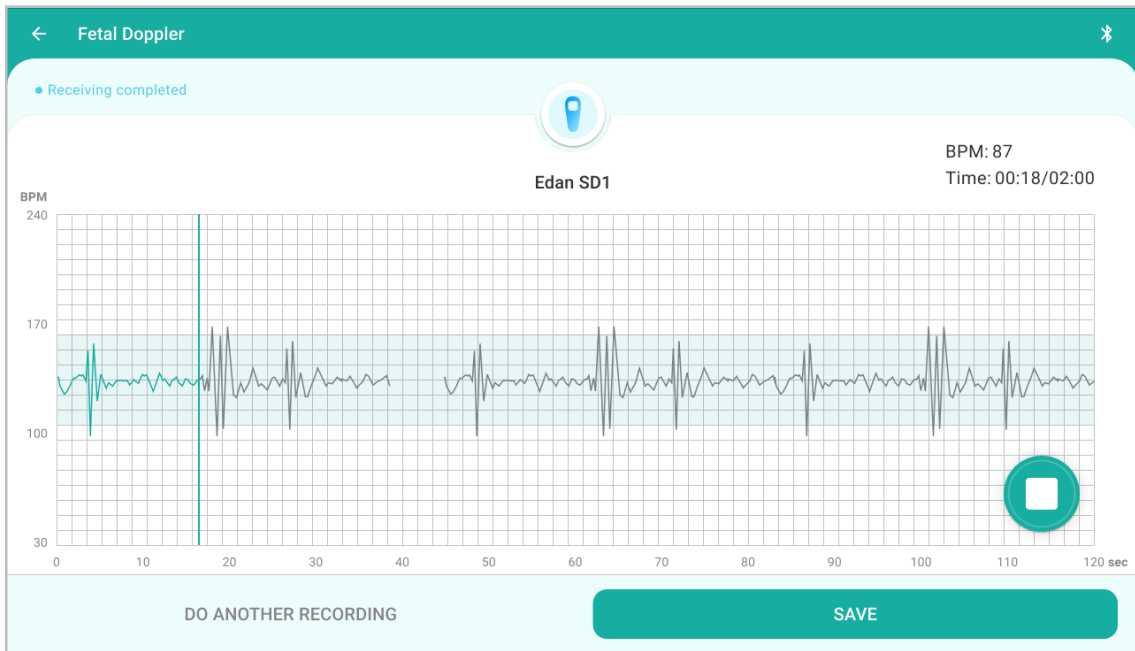 Fetal Doppler
Receiving completed
Edan SD1
BPM: 87
Time: 00:18/02:00
BPM
240
170
100
30
0 10 20 30 40 50 60 70 80 90 100 110 120 sec
DO ANOTHER RECORDING
SAVE